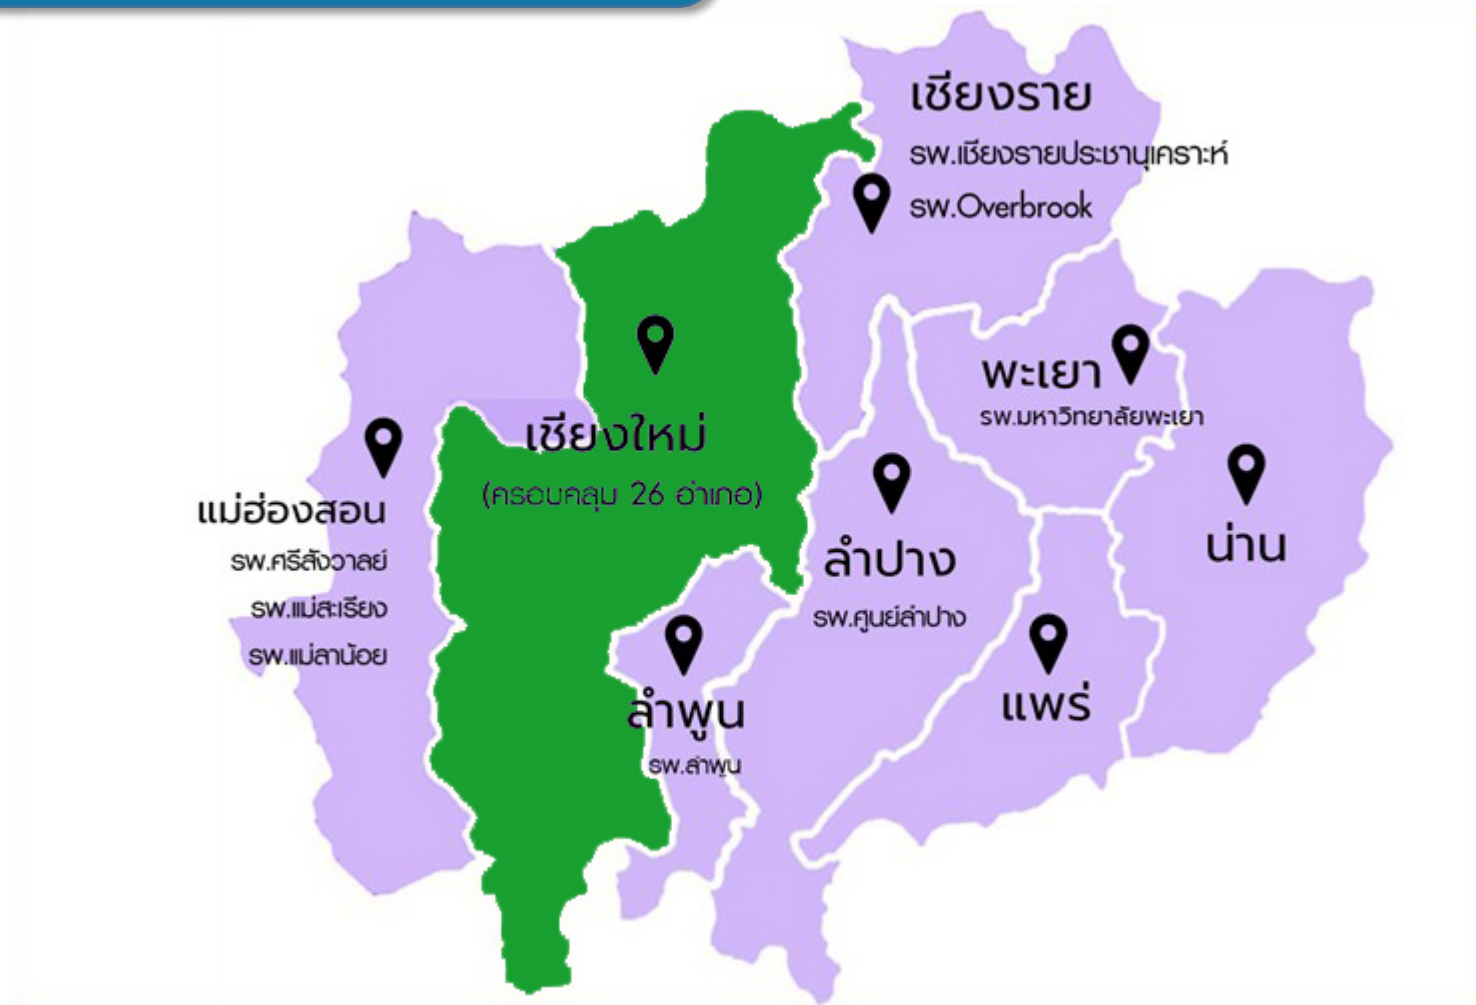 เชียงราย
รพ.เชียงรายประชานุเคราะห์
รพ.Overbrook
พะเยา
รพ.มหาวิทยาลัยพะเยา
เชียงใหม่
(ครอบคลุม 26 อำเภอ)
แม่ฮ่องสอน
รพ.ศรีสังวาลย์
รพ.แม่สะเรียง
รพ.แม่ลาน้อย
น่าน
ลำปาง
รพ.ศูนย์ลำปาง
ลำพูน
รพ.ลำพูน
แพร่